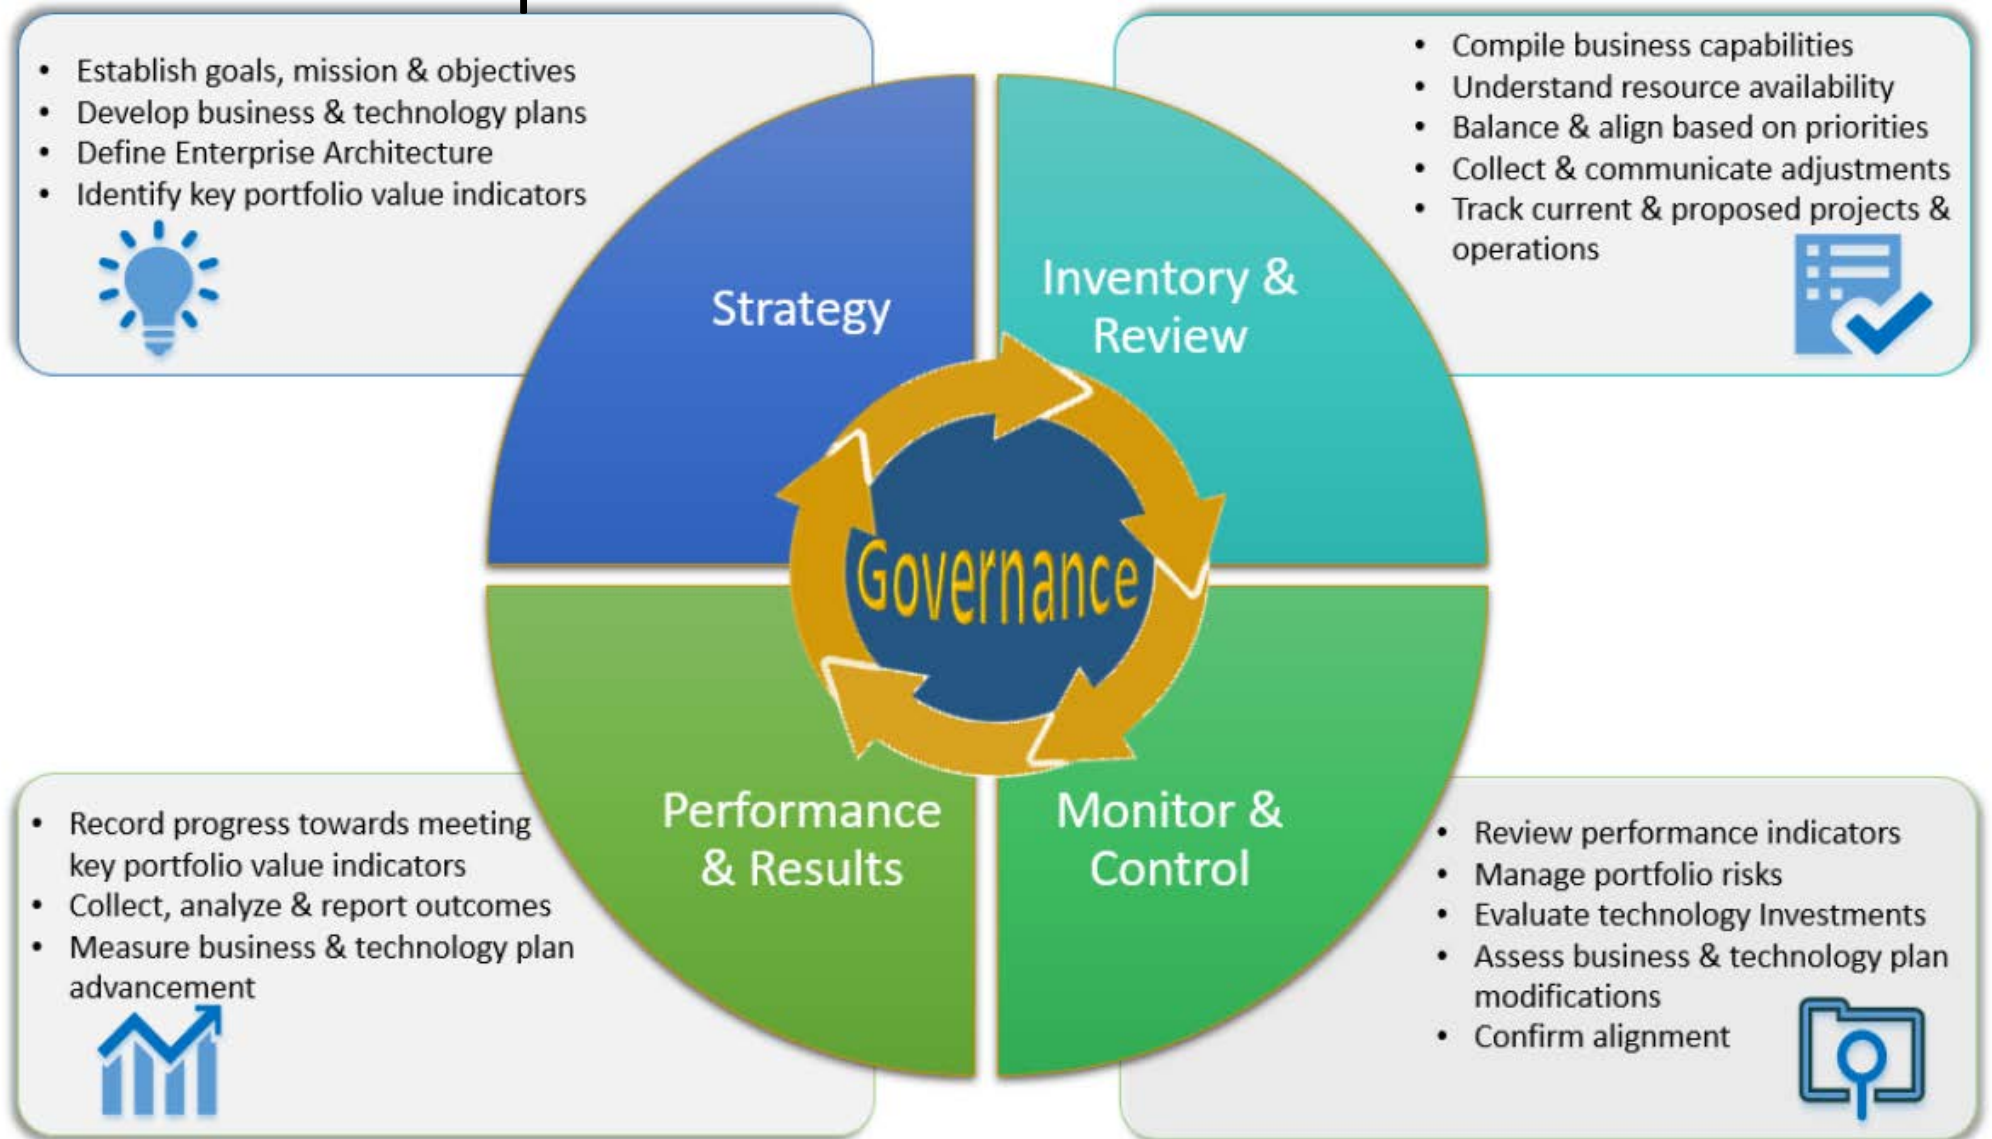 • Establish goals, mission & objectives
• Develop business & technology plans
• Define Enterprise Architecture
• Identify key portfolio value indicators
• Compile business capabilities
• Understand resource availability
• Balance & align based on priorities
• Collect & communicate adjustments
• Track current & proposed projects &
operations
Strategy
Inventory &
Review
Governance
Performance
& Results
Monitor &
Control
• Record progress towards meeting
key portfolio value indicators
• Collect, analyze & report outcomes
• Measure business & technology plan
advancement
• Review performance indicators
• Manage portfolio risks
• Evaluate technology Investments
• Assess business & technology plan
modifications
• Confirm alignment